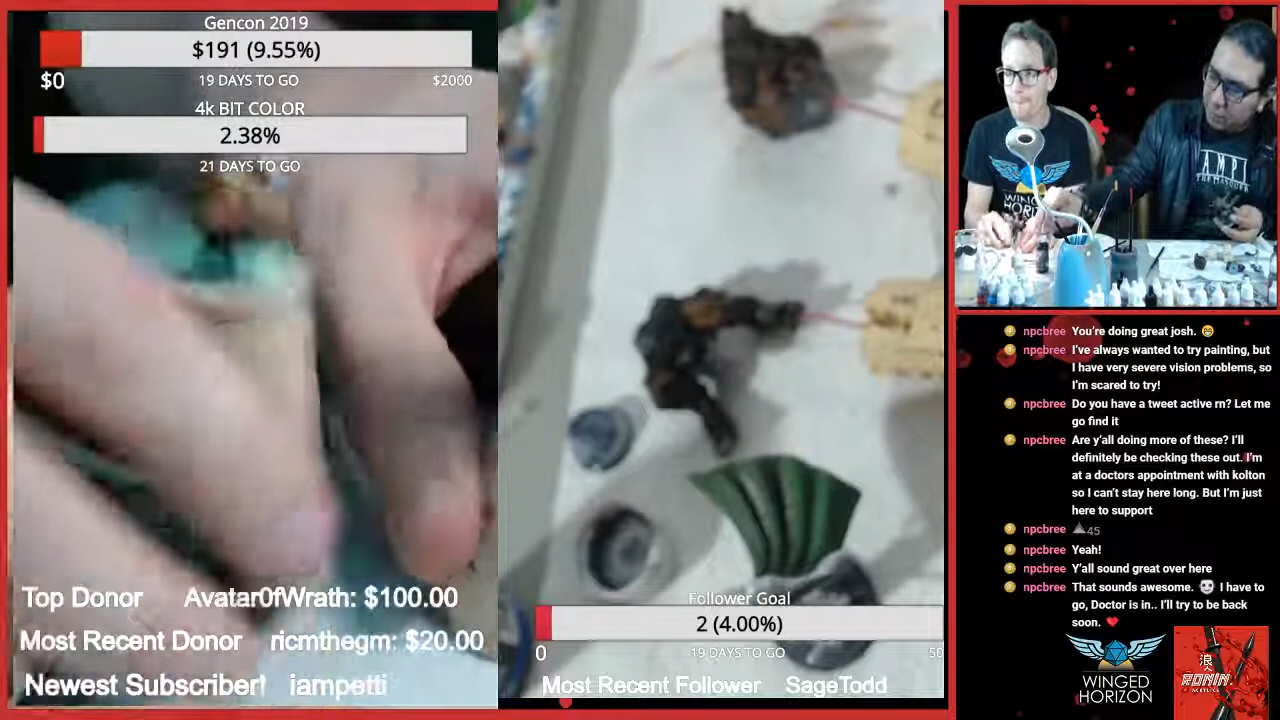 Gencon 2019
$191 (9.55%)
$0
19 DAYS TO GO
$2000
4k BIT COLOR
2.38%
21 DAYS TO GO
Top Donor AvatarOfWrath: $100.00
Most Recent Donor ricmthegm: $20.00
Newest Subscriber! iampetti
Follower Goal
2 (4.00%)
0
19 DAYS TO GO
50
Most Recent Follower SageTodd
WINGED
AMPI
npcbree You're doing great josh. 😁
npcbree I've always wanted to try painting, but
I have very severe vision problems, so
I'm scared to try!
npcbree Do you have a tweet active rn? Let me
go find it
npcbree Are y'all doing more of these? I'll
definitely be checking these out. I'm
at a doctors appointment with kolton
so I can't stay here long. But I'm just
here to support
npcbree 45
npcbree Yeah!
npcbree Y'all sound great over here
npcbree That sounds awesome. I have to
go, Doctor is in.. I'll try to be back
soon. ❤️
WINGED
HORIZON
浪人
RONIN